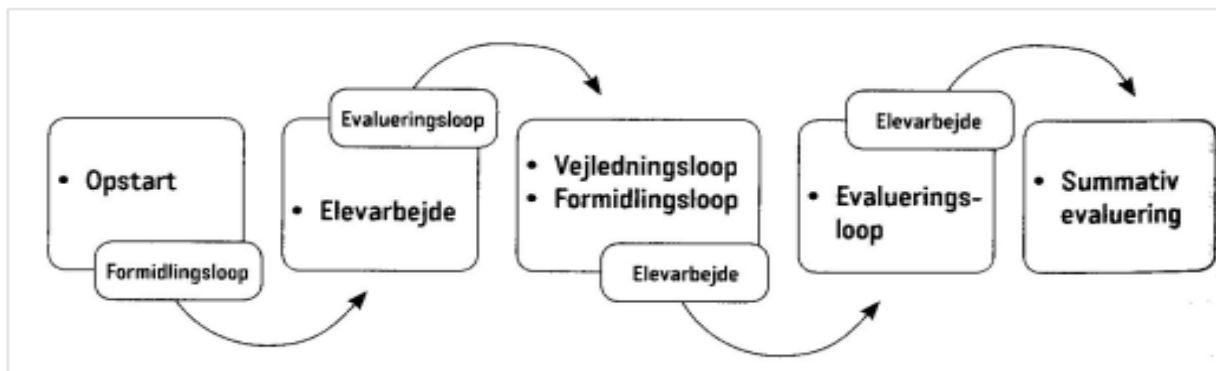 • Opstart
Formidlingsloop
Evalueringsloop
• Elevarbejde
• Vejledningsloop
• Formidlingsloop
Elevarbejde
Elevarbejde
• Evaluerings-
loop
• Summativ
evaluering